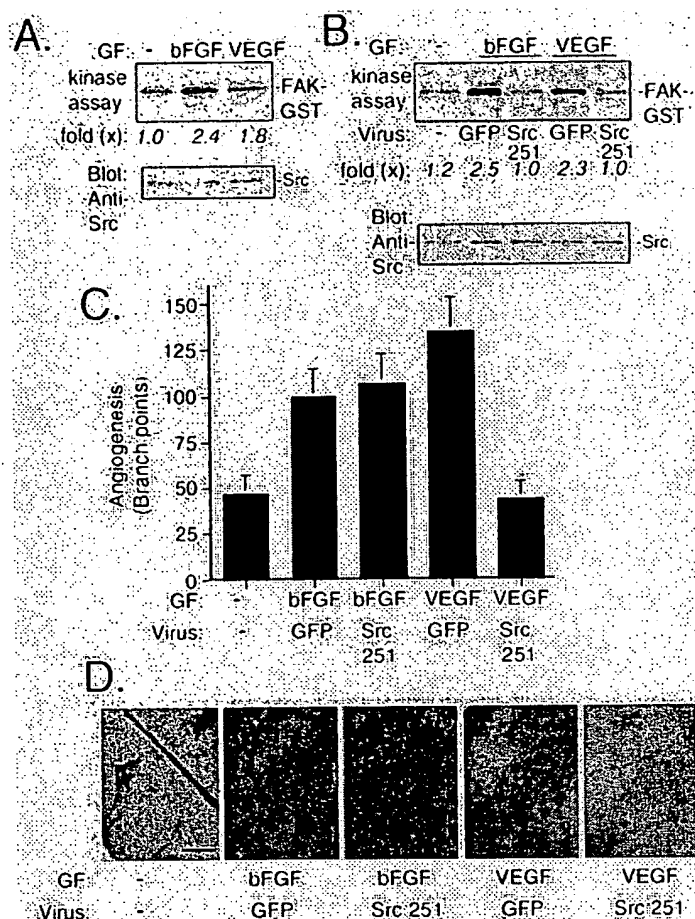 A.
GF: - bFGF VEGF
kinase assay
FAK-GST
fold (x) 1.0 2.4 1.8
Blot: Anti-Src
Src
B.
GF: - bFGF VEGF
kinase assay
-FAK-GST
Virus: - GFP Src 251 GFP Src 251
fold (x): 1.2 2.5 1.0 2.3 1.0
Blot: Anti-Src
-Src
C.
Angiogenesis
(Branch points)
150
125
100
75
50
25
0
GF: - bFGF bFGF VEGF VEGF
Virus: - GFP Src 251 GFP Src 251
D.
GF: - bFGF bFGF VEGF VEGF
Virus: - GFP Src 251 GFP Src 251